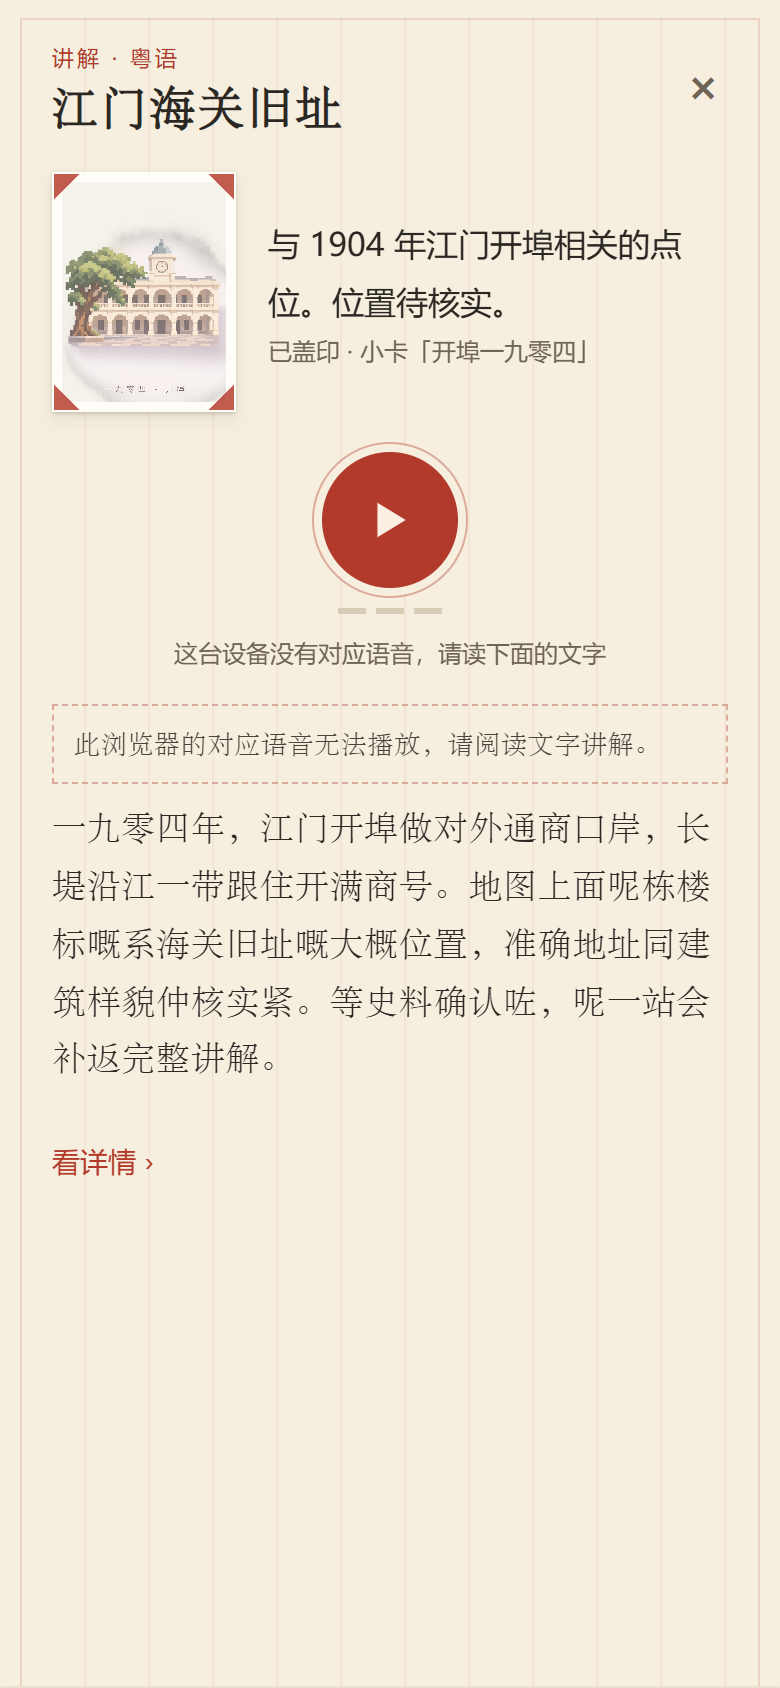 讲解 · 粤语
江门海关旧址
×
与 1904 年江门开埠相关的点
位。位置待核实。
已盖印 · 小卡「开埠一九零四」
这台设备没有对应语音，请读下面的文字
此浏览器的对应语音无法播放，请阅读文字讲解。
一九零四年，江门开埠做对外通商口岸，长
堤沿江一带跟住开满商号。地图上面呢栋楼
标嘅系海关旧址嘅大概位置，准确地址同建
筑样貌仲核实紧。等史料确认咗，呢一站会
补返完整讲解。
看详情 ›